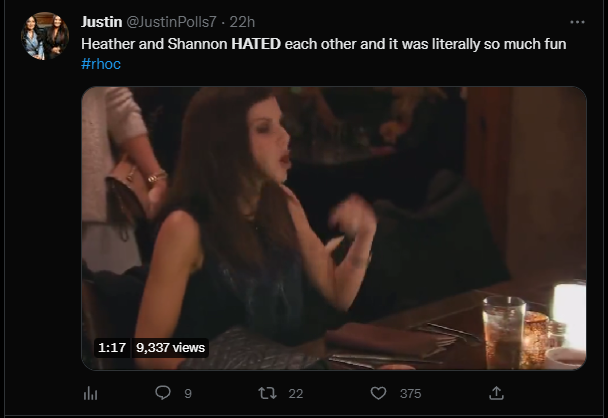 Justin @JustinPolls7 · 22h
Heather and Shannon HATED each other and it was literally so much fun
#rhoc
1:17 9,337 views
9 22 375